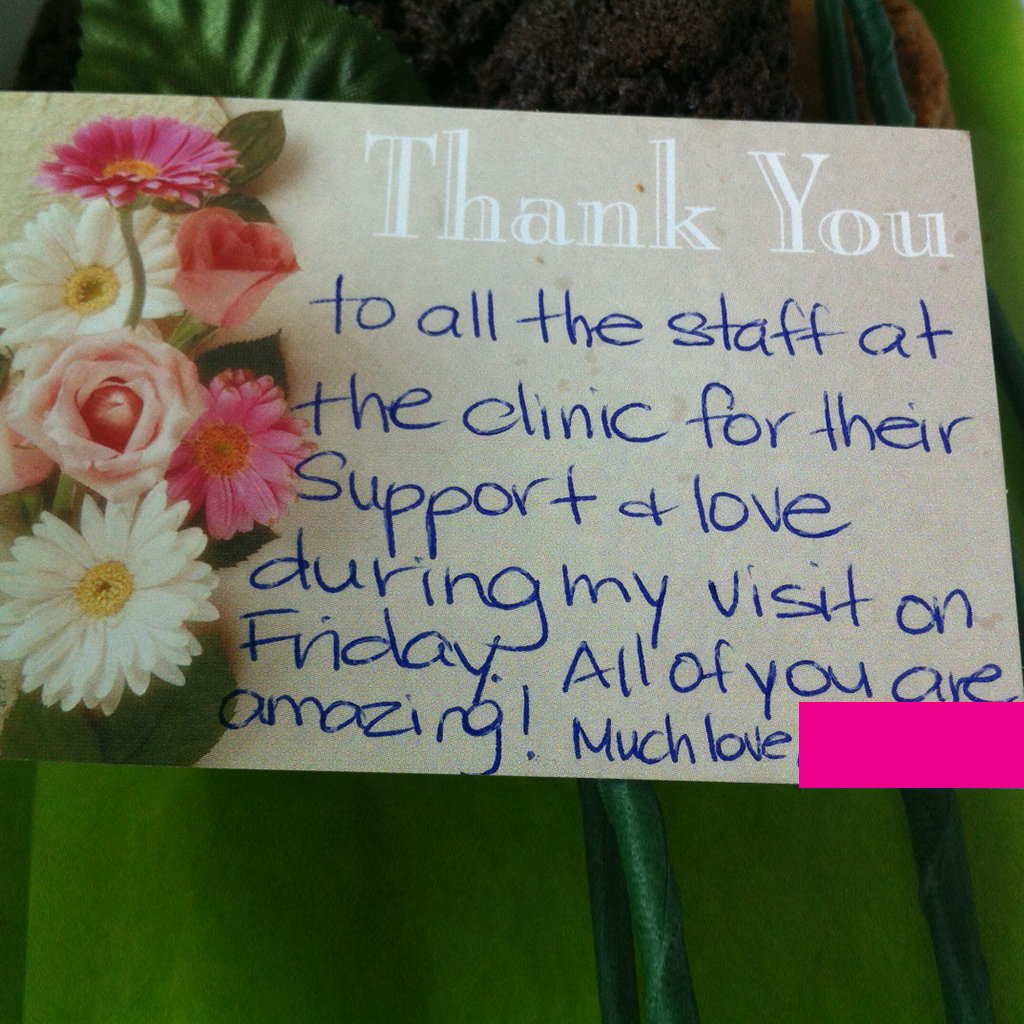 Thank You
to all the staff at
the clinic for their
Support & love
during my visit on
Friday. All of you are
amazing! Much love,